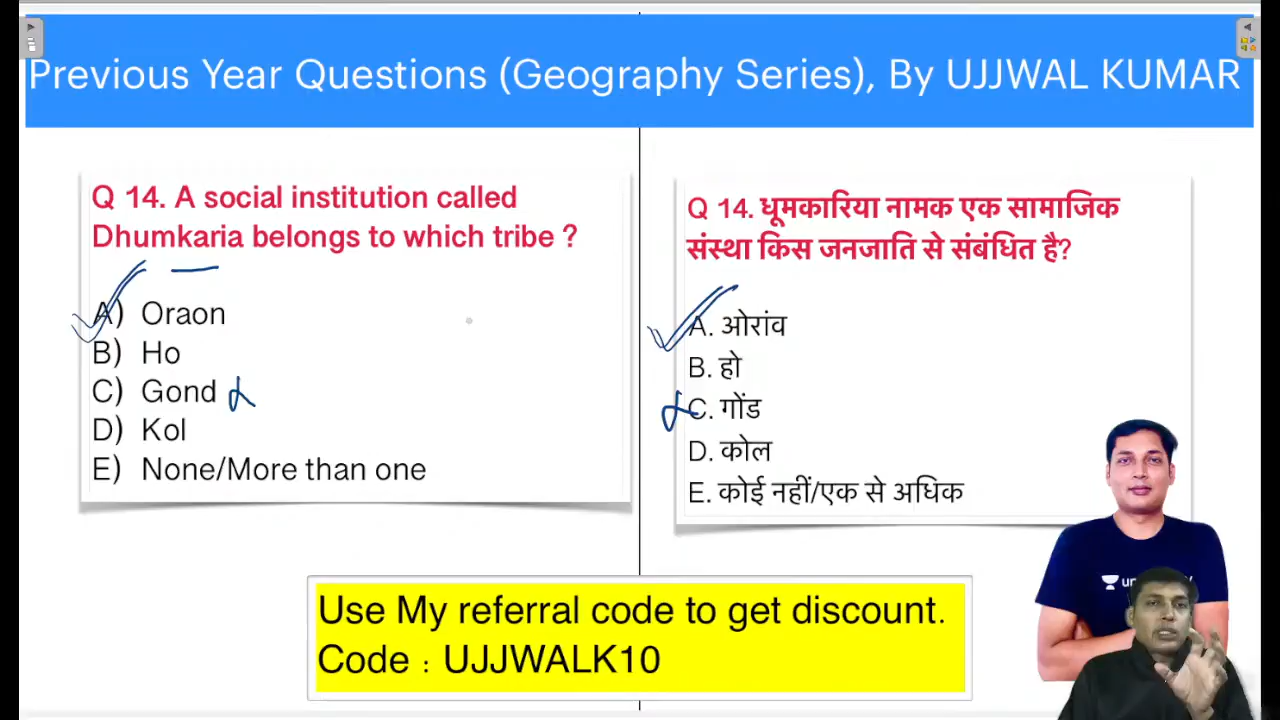 Previous Year Questions (Geography Series), By UJJWAL KUMAR
Q 14. A social institution called
Dhumkaria belongs to which tribe ?
A) Oraon
B) Ho
C) Gond
D) Kol
E) None/More than one
Q 14. धूमकारिया नामक एक सामाजिक
संस्था किस जनजाति से संबंधित है?
A. ओरांव
B. हो
C. गोंड
D. कोल
E. कोई नहीं/एक से अधिक
Use My referral code to get discount.
Code : UJJWALK10